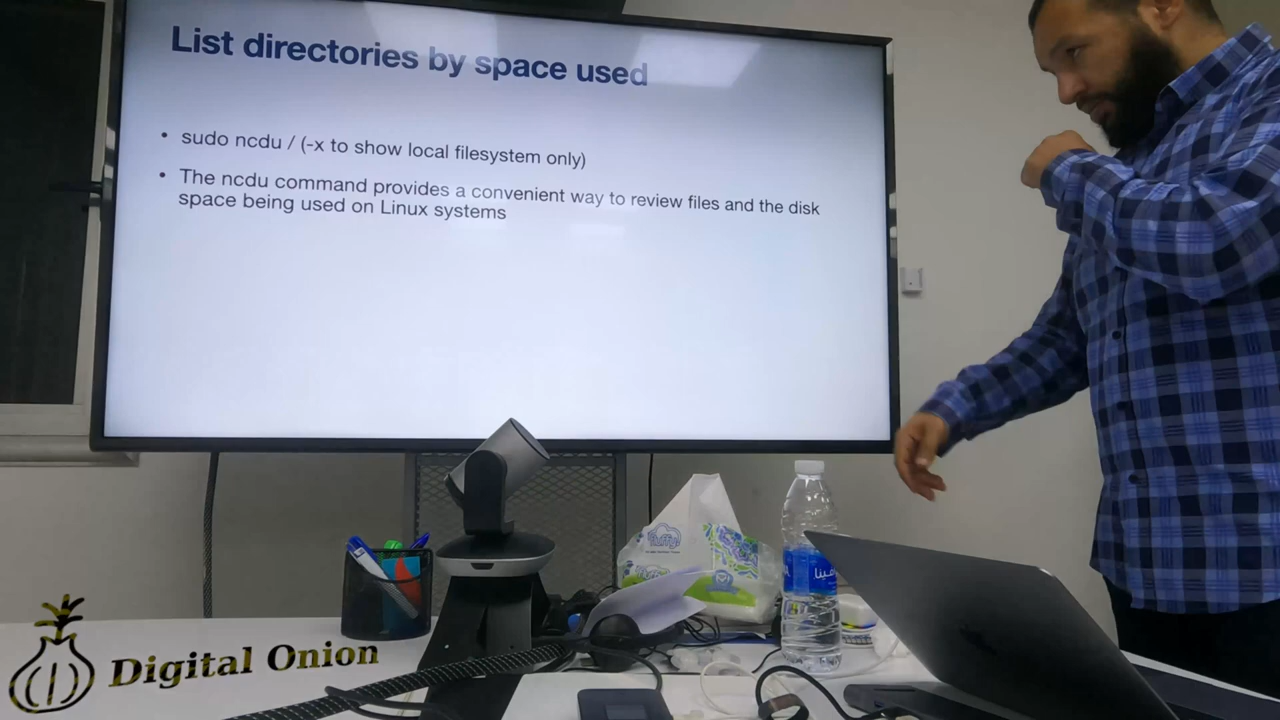 List directories by space used
• sudo ncdu / (-x to show local filesystem only)
• The ncdu command provides a convenient way to review files and the disk
space being used on Linux systems
fluffy
Digital Onion